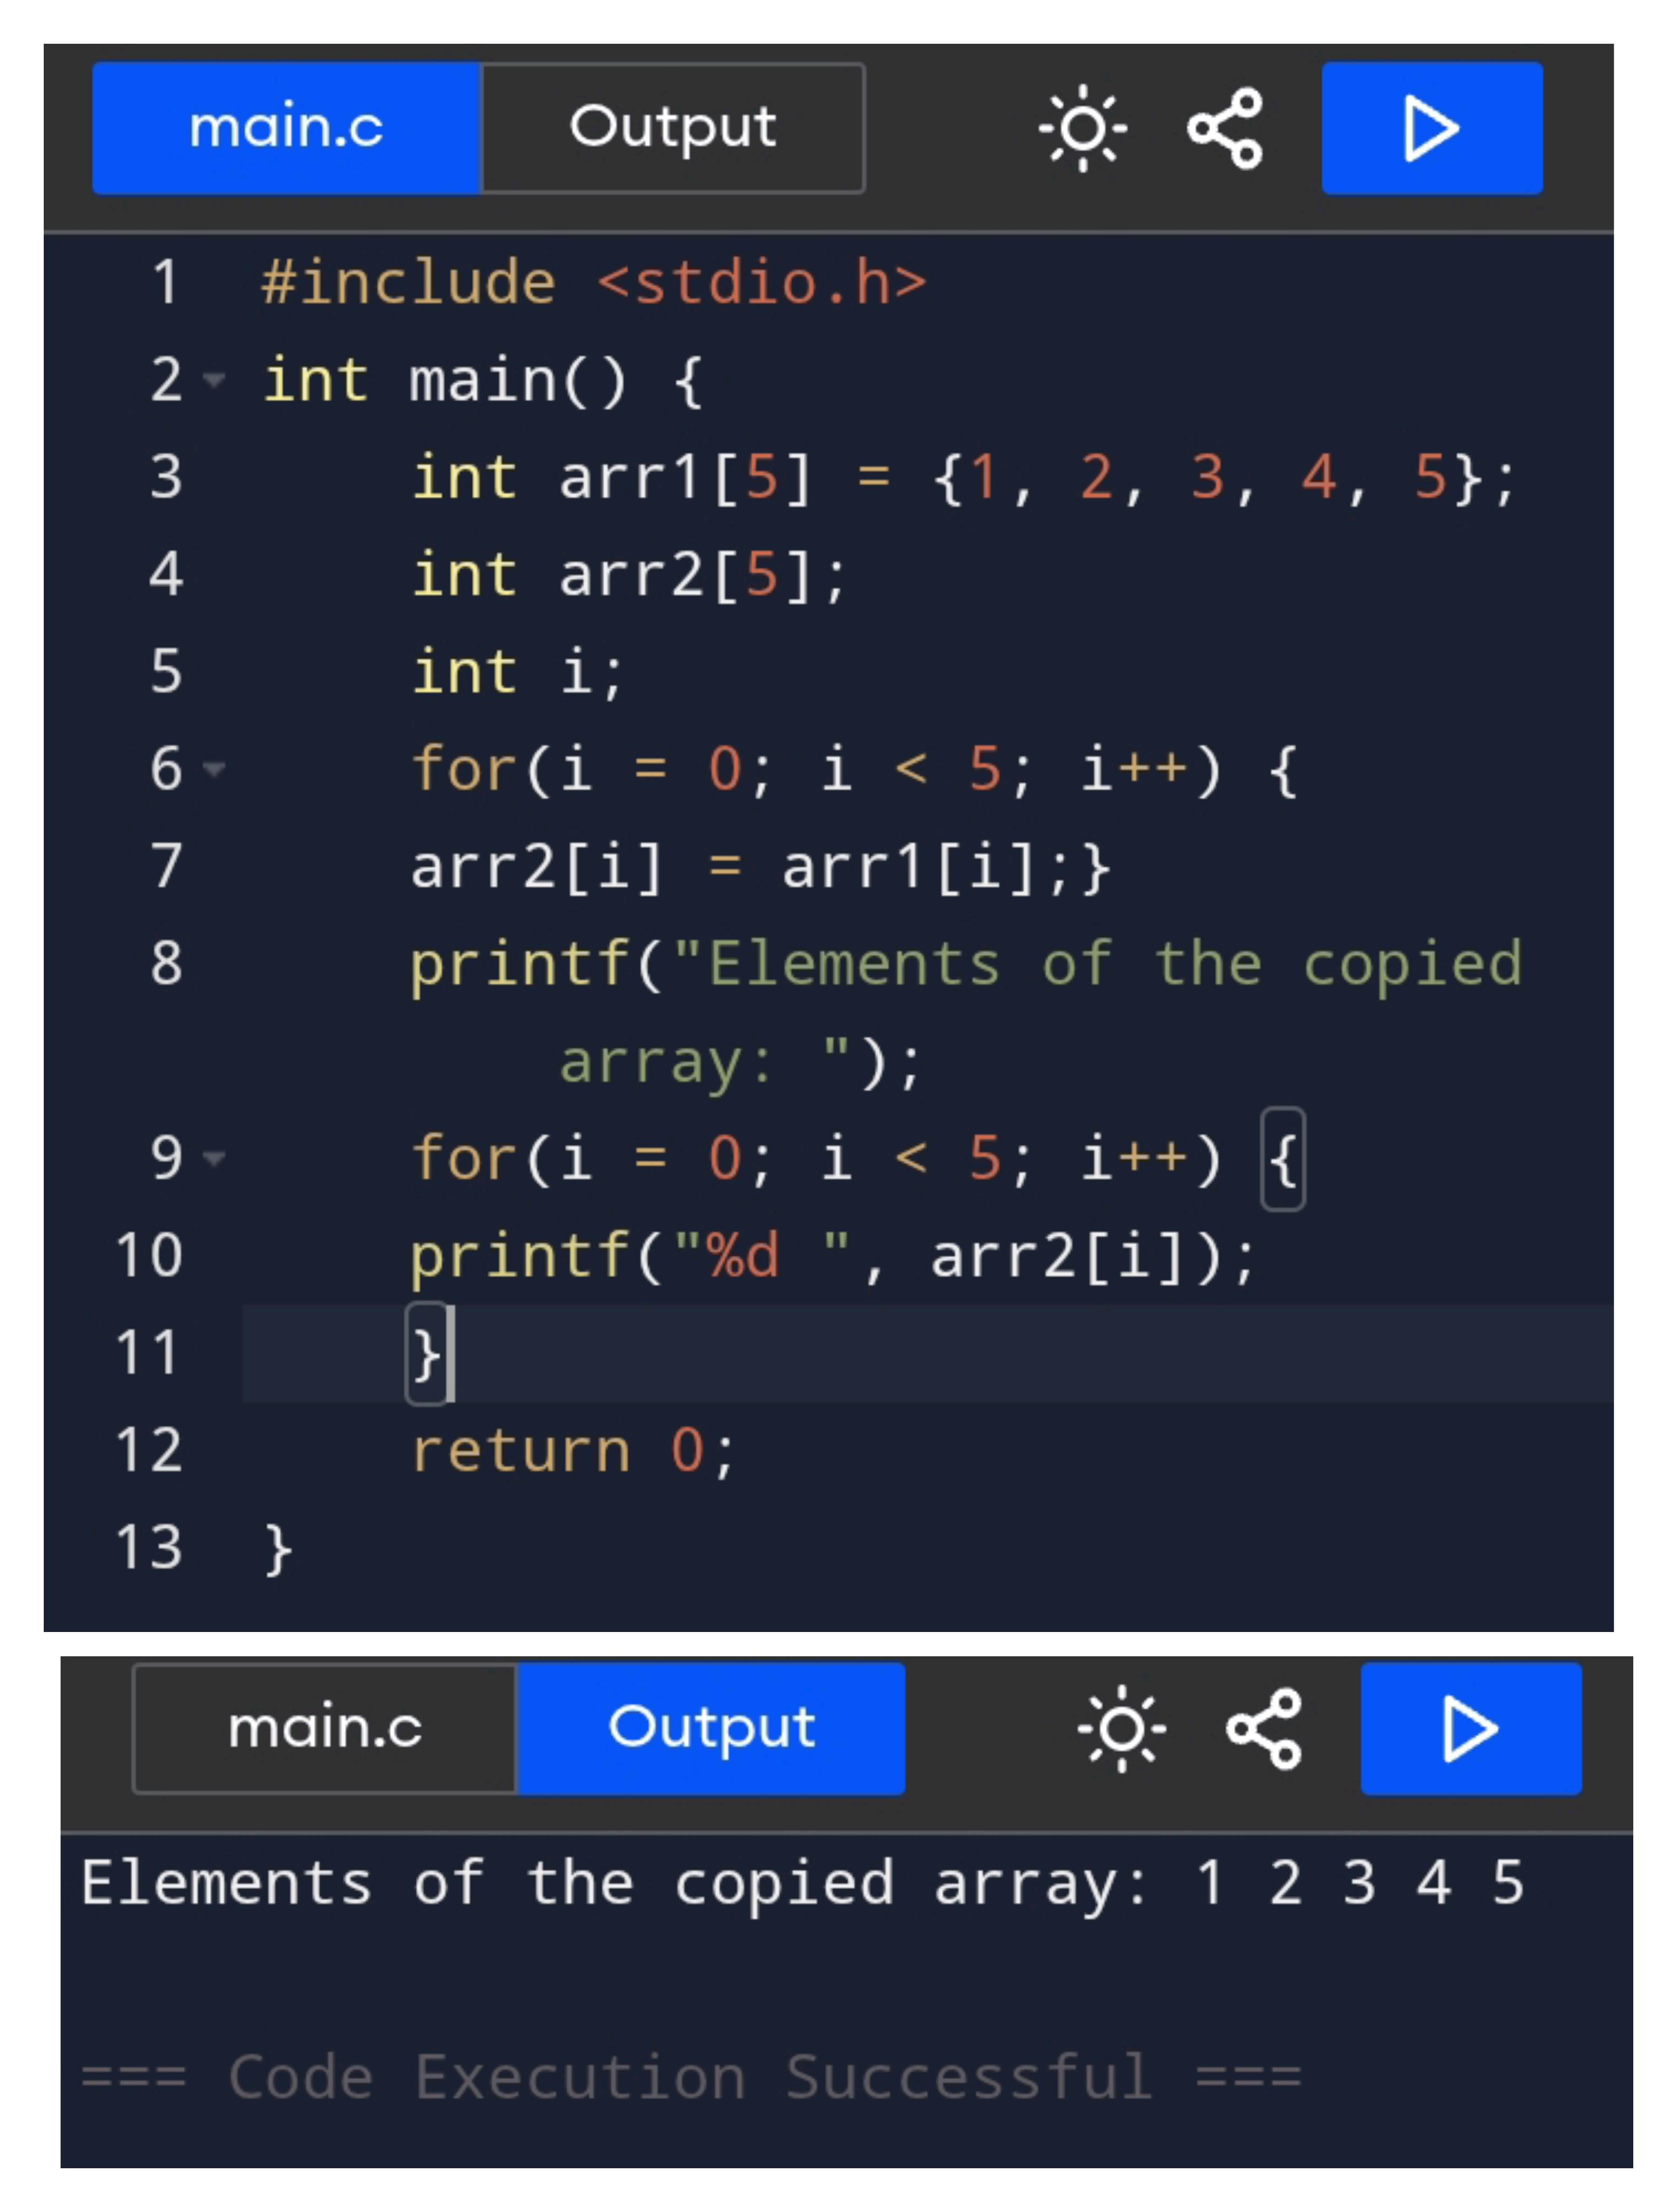 main.c Output
1 #include <stdio.h>
2 int main() {
3     int arr1[5] = {1, 2, 3, 4, 5};
4     int arr2[5];
5     int i;
6     for(i = 0; i < 5; i++) {
7     arr2[i] = arr1[i];}
8     printf("Elements of the copied
        array: ");
9     for(i = 0; i < 5; i++) {
10     printf("%d ", arr2[i]);
11     }
12     return 0;
13 }
main.c Output
Elements of the copied array: 1 2 3 4 5
=== Code Execution Successful ===